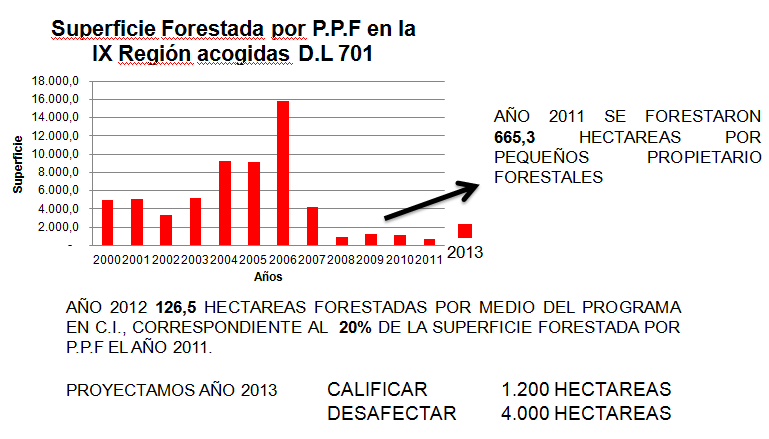 Superficie Forestada por P.P.F en la
IX Región acogidas D.L 701
18.000,0
16.000,0
14.000,0
12.000,0
10.000,0
8.000,0
6.000,0
4.000,0
2.000,0
-
Superficie
2000 2001 2002 2003 2004 2005 2006 2007 2008 2009 2010 2011
2013
Años
AÑO 2011 SE FORESTARON
665,3 HECTAREAS POR
PEQUEÑOS PROPIETARIO
FORESTALES
AÑO 2012 126,5 HECTAREAS FORESTADAS POR MEDIO DEL PROGRAMA
EN C.I., CORRESPONDIENTE AL 20% DE LA SUPERFICIE FORESTADA POR
P.P.F EL AÑO 2011.
PROYECTAMOS AÑO 2013 CALIFICAR 1.200 HECTAREAS
DESAFECTAR 4.000 HECTAREAS